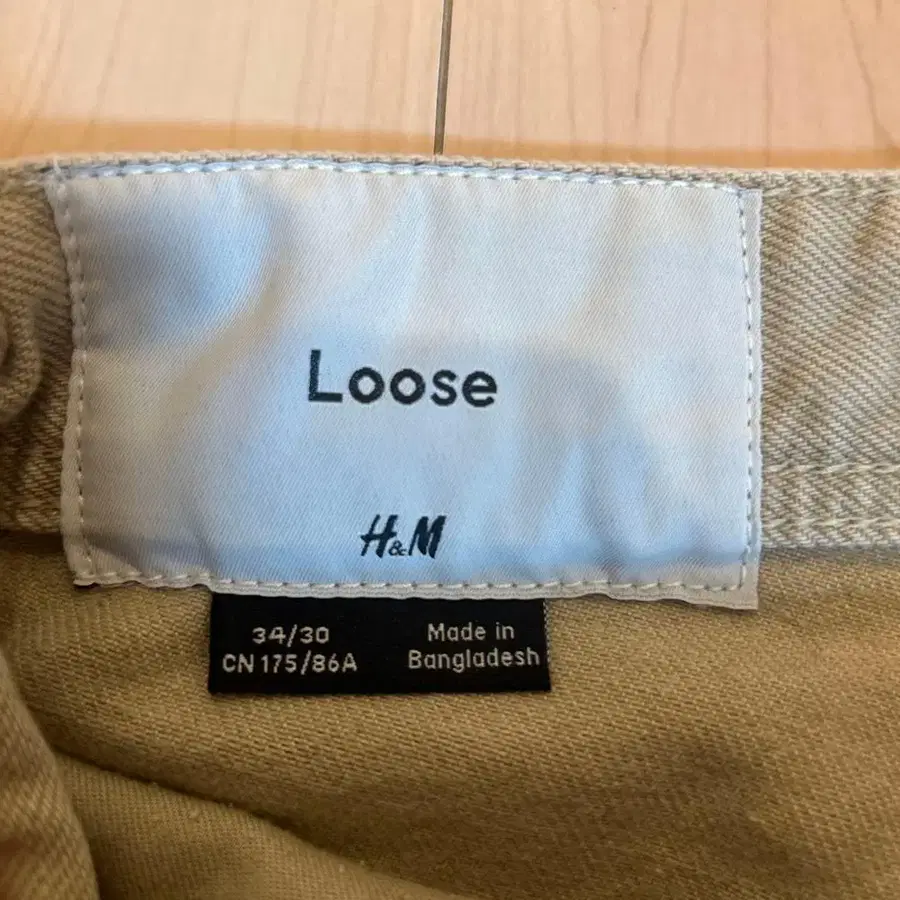 Loose
H&M
34/30
CN 175/86A
Made in
Bangladesh